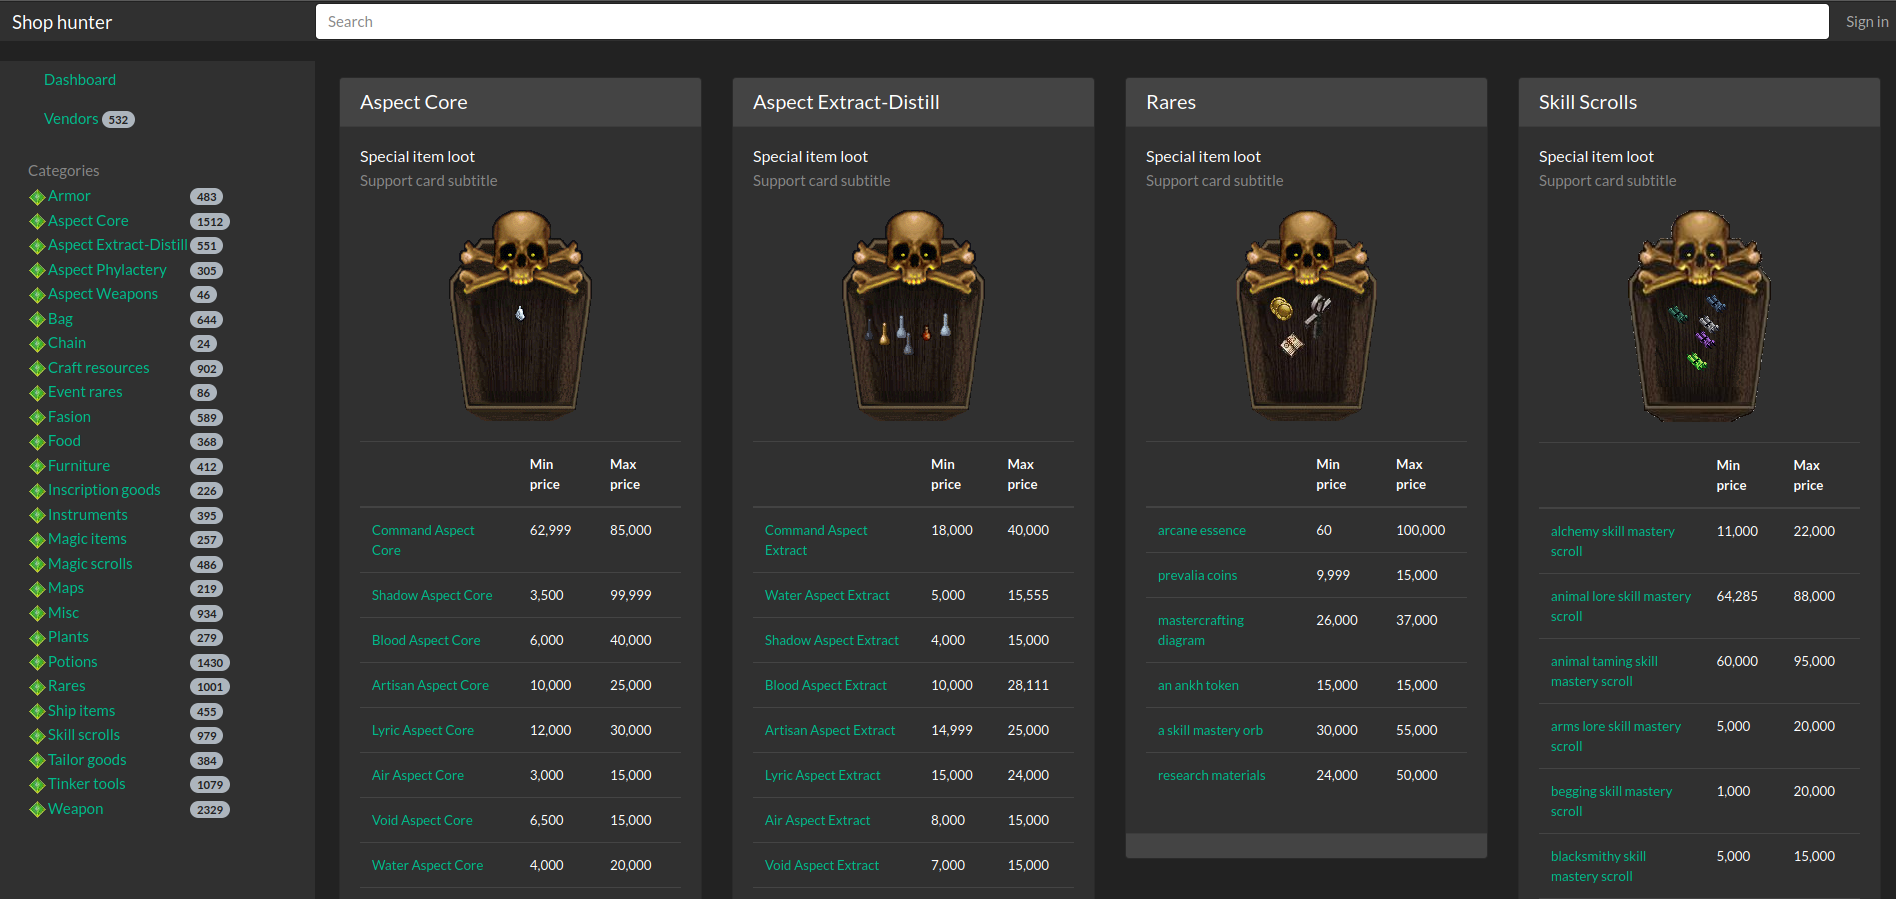 Shop hunter
Search
Sign in
Dashboard
Vendors 532
Categories
Armor 483
Aspect Core 1512
Aspect Extract-Distill 551
Aspect Phylactery 305
Aspect Weapons 46
Bag 644
Chain 24
Craft resources 902
Event rares 86
Fasion 589
Food 368
Furniture 412
Inscription goods 226
Instruments 395
Magic items 257
Magic scrolls 486
Maps 219
Misc 934
Plants 279
Potions 1430
Rares 1001
Ship items 455
Skill scrolls 979
Tailor goods 384
Tinker tools 1079
Weapon 2329
Aspect Core
Special item loot
Support card subtitle
Min Max
price price
Command Aspect 62,999 85,000
Core
Shadow Aspect Core 3,500 99,999
Blood Aspect Core 6,000 40,000
Artisan Aspect Core 10,000 25,000
Lyric Aspect Core 12,000 30,000
Air Aspect Core 3,000 15,000
Void Aspect Core 6,500 15,000
Water Aspect Core 4,000 20,000
Aspect Extract-Distill
Special item loot
Support card subtitle
Min Max
price price
Command Aspect 18,000 40,000
Extract
Water Aspect Extract 5,000 15,555
Shadow Aspect Extract 4,000 15,000
Blood Aspect Extract 10,000 28,111
Artisan Aspect Extract 14,999 25,000
Lyric Aspect Extract 15,000 24,000
Air Aspect Extract 8,000 15,000
Void Aspect Extract 7,000 15,000
Rares
Special item loot
Support card subtitle
Min Max
price price
arcane essence 60 100,000
prevalia coins 9,999 15,000
mastercrafting 26,000 37,000
diagram
an ankh token 15,000 15,000
a skill mastery orb 30,000 55,000
research materials 24,000 50,000
Skill Scrolls
Special item loot
Support card subtitle
Min Max
price price
alchemy skill mastery 11,000 22,000
scroll
animal lore skill mastery 64,285 88,000
scroll
animal taming skill 60,000 95,000
mastery scroll
arms lore skill mastery 5,000 20,000
scroll
begging skill mastery 1,000 20,000
scroll
blacksmithy skill 5,000 15,000
mastery scroll